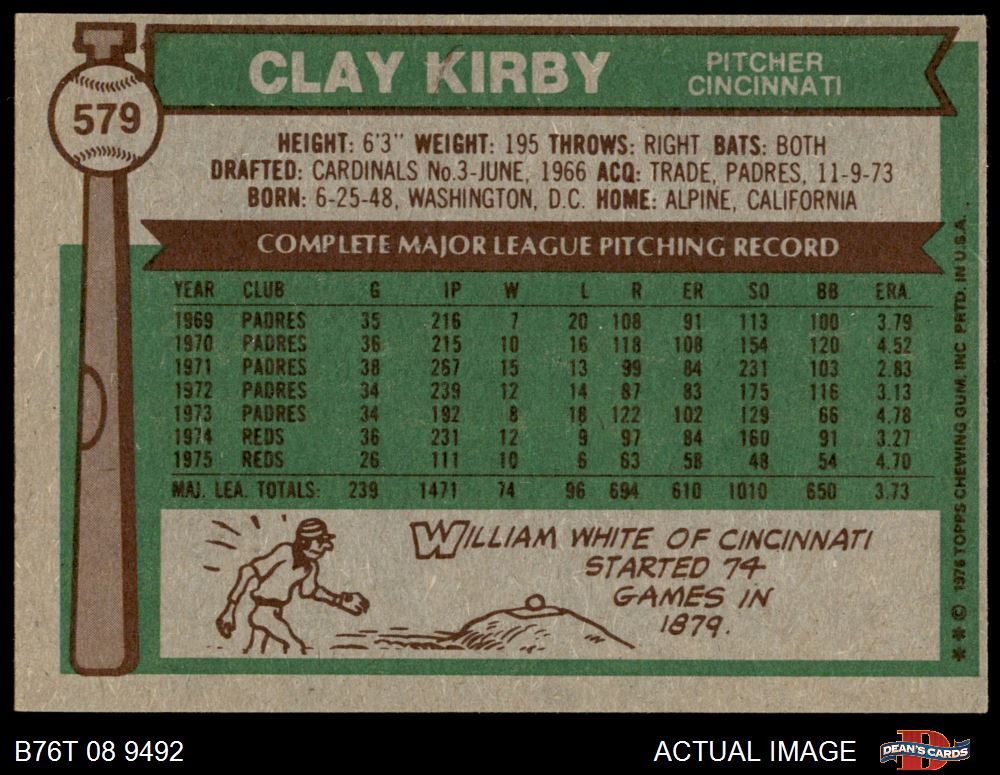 579
CLAY KIRBY
PITCHER
CINCINNATI
HEIGHT: 6'3" WEIGHT: 195 THROWS: RIGHT BATS: BOTH
DRAFTED: CARDINALS No.3-JUNE, 1966 ACQ: TRADE, PADRES, 11-9-73
BORN: 6-25-48, WASHINGTON, D.C. HOME: ALPINE, CALIFORNIA
COMPLETE MAJOR LEAGUE PITCHING RECORD
YEAR CLUB G IP W L R ER SO BB ERA.
1969 PADRES 35 216 7 20 108 91 113 100 3.79
1970 PADRES 36 215 10 16 118 108 154 120 4.52
1971 PADRES 38 267 15 13 99 84 231 103 2.83
1972 PADRES 34 239 12 14 87 83 175 116 3.13
1973 PADRES 34 192 8 18 122 102 129 66 4.78
1974 REDS 36 231 12 9 97 84 160 91 3.27
1975 REDS 26 111 10 6 63 58 48 54 4.70
MAJ. LEA. TOTALS: 239 1471 74 96 694 610 1010 650 3.73
WILLIAM WHITE OF CINCINNATI
STARTED 74
GAMES IN
1879.
** © 1976 TOPPS CHEWING GUM, INC PRTD. IN U.S.A.
B76T 08 9492
ACTUAL IMAGE
D
DEAN'S CARDS